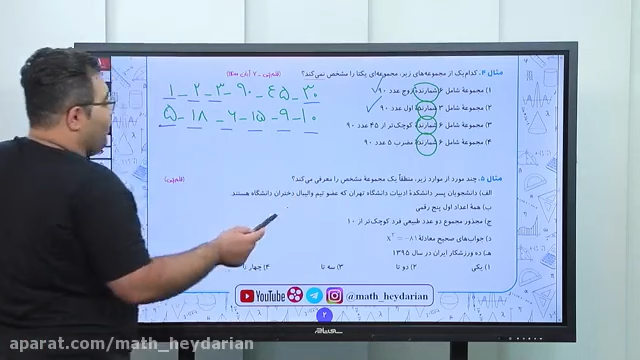 مثال ۴. کدام‌یک از مجموعه‌های زیر، مجموعه‌ای یکتا را مشخص نمی‌کند؟
۱) مجموعهٔ شامل ۶ شمارندهٔ زوج عدد ۹۰
۲) مجموعهٔ شامل ۳ شمارندهٔ اول عدد ۹۰
۳) مجموعهٔ شامل ۶ شمارندهٔ کوچک‌تر از ۴۵ عدد ۹۰
۴) مجموعهٔ شامل ۶ شمارندهٔ مضرب ۵ عدد ۹۰
۱ - ۲ - ۳ - ۹۰ - ۴۵ - ۳۰
۵ - ۱۸ - ۶ - ۱۵ - ۹ - ۱۰
مثال ۵. چند مورد از موارد زیر، منطقاً یک مجموعهٔ مشخص را معرفی می‌کند؟
الف) دانشجویان پسر دانشکدهٔ ادبیات دانشگاه تهران که عضو تیم والیبال دختران دانشگاه هستند.
ب) همهٔ اعداد اول پنج رقمی
ج) مجذور مجموع دو عدد طبیعی فرد کوچک‌تر از ۱۰
د) جواب‌های صحیح معادلهٔ x² = -۸۱
هـ) ده ورزشکار ایران در سال ۱۳۹۵
۱) یکی ۲) دو تا ۳) سه تا ۴) چهار تا
YouTube @math_heydarian
۲
aparat.com/math_heydarian